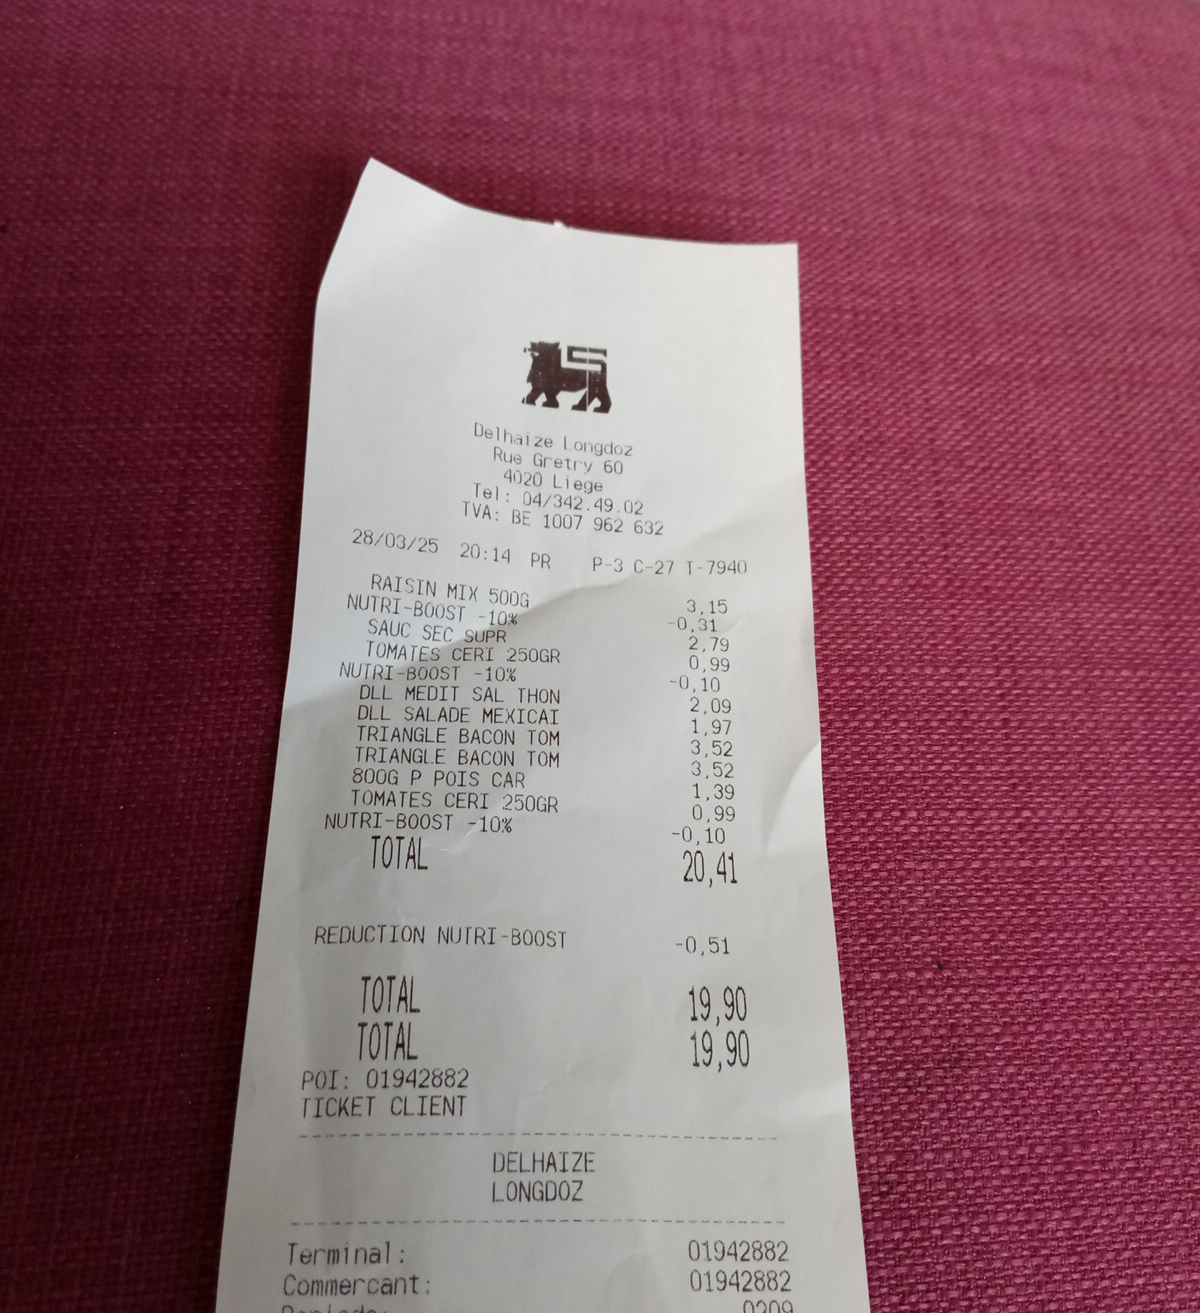 Delhaize Longdoz
Rue Gretry 60
4020 Liege
Tel: 04/342.49.02
TVA: BE 1007 962 632
28/03/25 20:14 PR P-3 C-27 T-7940
RAISIN MIX 500G 3,15
NUTRI-BOOST -10% -0,31
SAUC SEC SUPR 2,79
TOMATES CERI 250GR 0,99
NUTRI-BOOST -10% -0,10
DLL MEDIT SAL THON 2,09
DLL SALADE MEXICAI 1,97
TRIANGLE BACON TOM 3,52
TRIANGLE BACON TOM 3,52
800G P POIS CAR 1,39
TOMATES CERI 250GR 0,99
NUTRI-BOOST -10% -0,10
TOTAL 20,41
REDUCTION NUTRI-BOOST -0,51
TOTAL 19,90
TOTAL 19,90
POI: 01942882
TICKET CLIENT
DELHAIZE
LONGDOZ
Terminal: 01942882
Commercant: 01942882
0209